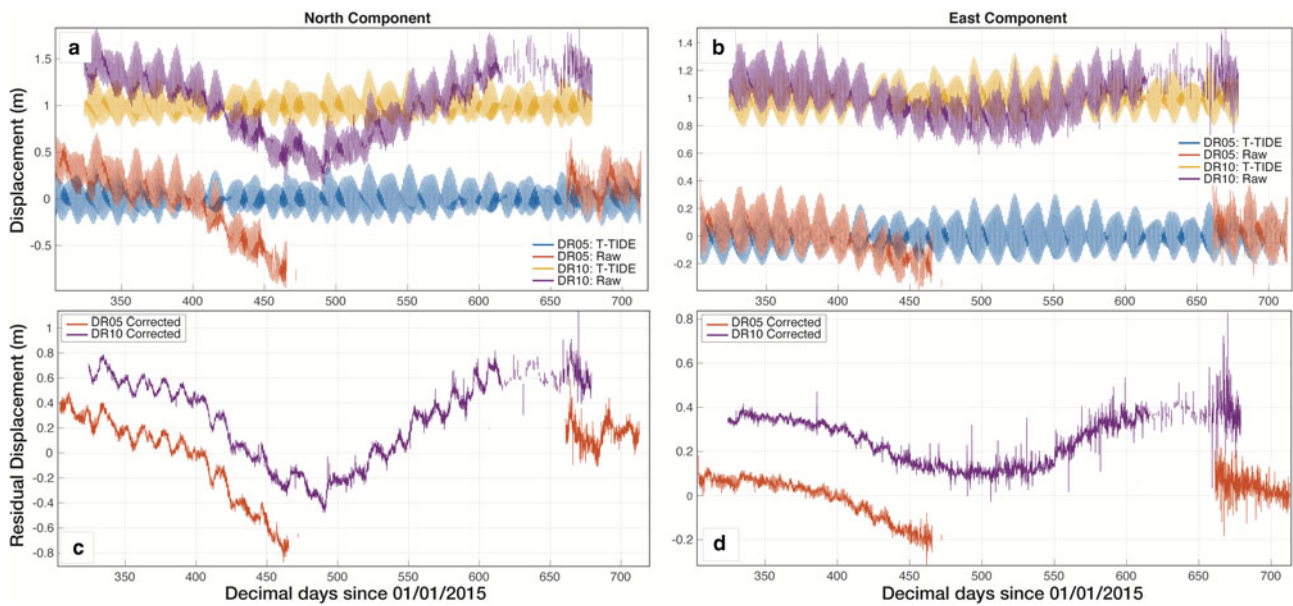 North Component
East Component
a
1.5
1
0.5
0
-0.5
Displacement (m)
DR05: T-TIDE
DR05: Raw
DR10: T-TIDE
DR10: Raw
350 400 450 500 550 600 650 700
b
1.4
1.2
1
0.8
0.6
0.4
0.2
0
-0.2
DR05: T-TIDE
DR05: Raw
DR10: T-TIDE
DR10: Raw
350 400 450 500 550 600 650 700
DR05 Corrected
DR10 Corrected
1
0.8
0.6
0.4
0.2
0
-0.2
-0.4
-0.6
-0.8
Residual Displacement (m)
c
350 400 450 500 550 600 650 700
Decimal days since 01/01/2015
DR05 Corrected
DR10 Corrected
0.8
0.6
0.4
0.2
0
-0.2
d
350 400 450 500 550 600 650 700
Decimal days since 01/01/2015